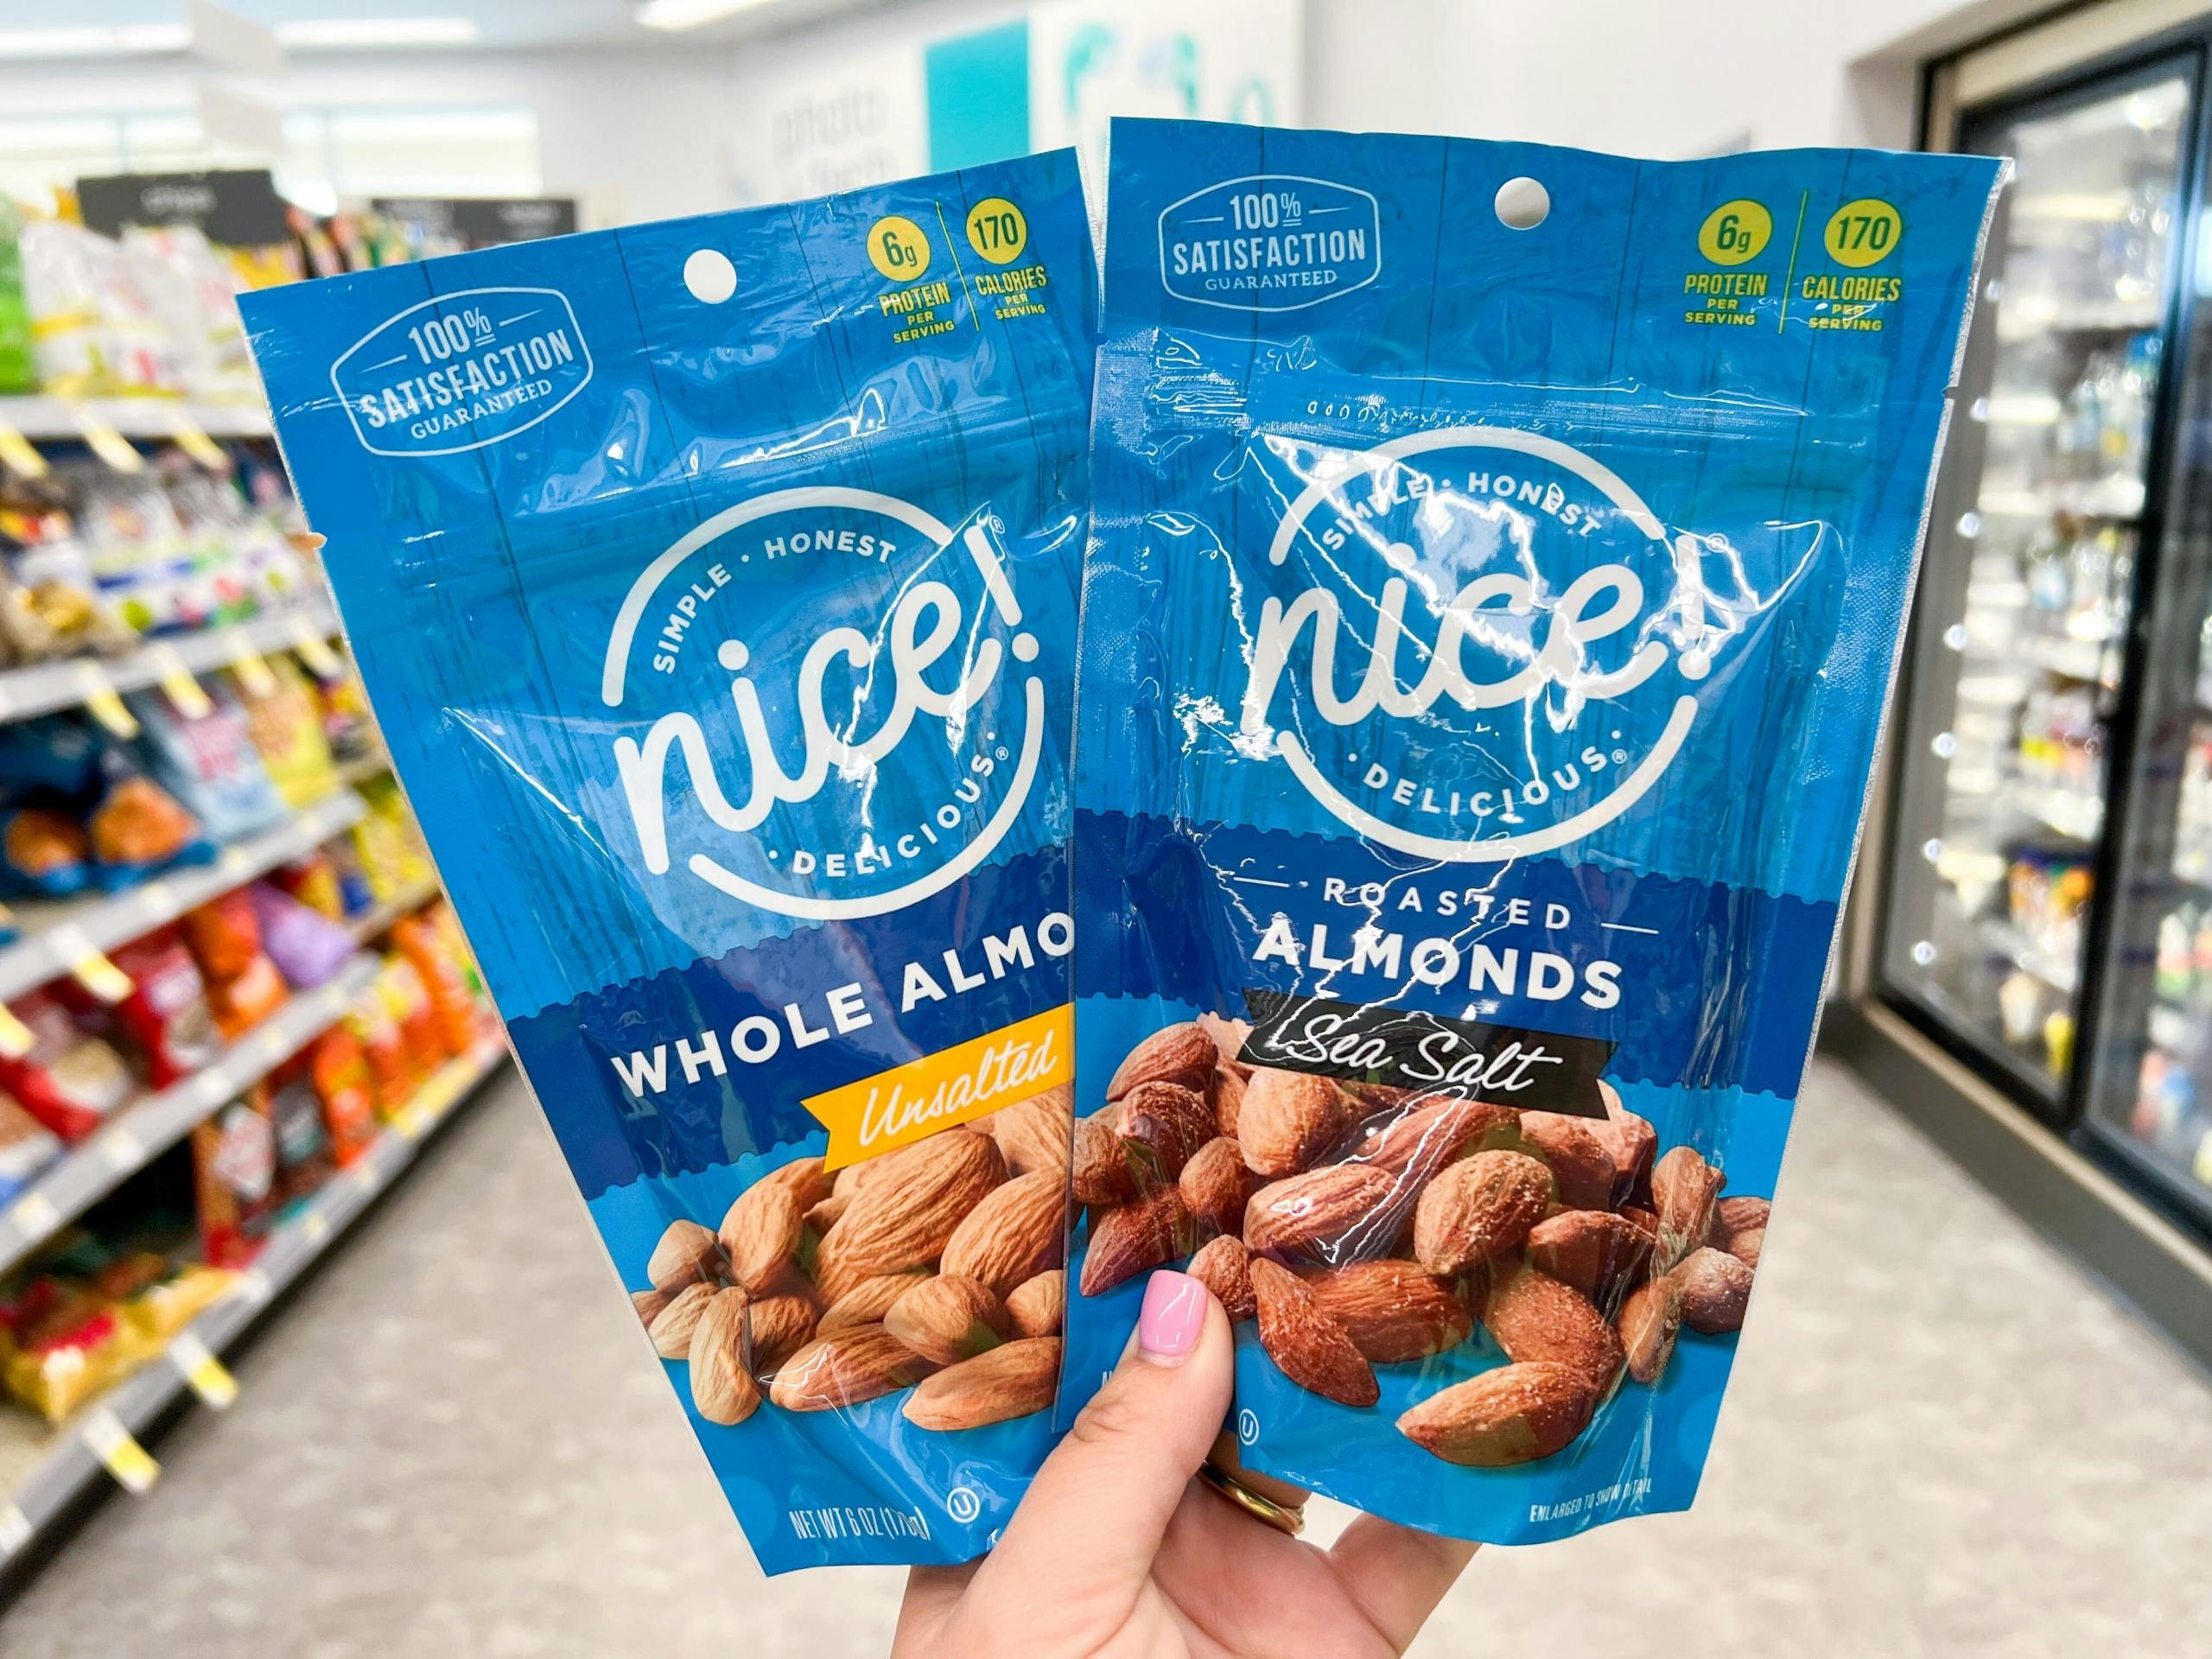 100%
SATISFACTION
GUARANTEED
6g
PROTEIN
PER
SERVING
170
CALORIES
PER
SERVING
SIMPLE • HONEST
nice!®
• DELICIOUS •®
WHOLE ALMO
Unsalted
NET WT 6 OZ (170g)
U
100%
SATISFACTION
GUARANTEED
6g
PROTEIN
PER
SERVING
170
CALORIES
PER
SERVING
SIMPLE • HONEST
nice!®
• DELICIOUS •®
ROASTED
ALMONDS
Sea Salt
U
ENLARGED TO SHOW DETAIL
photo